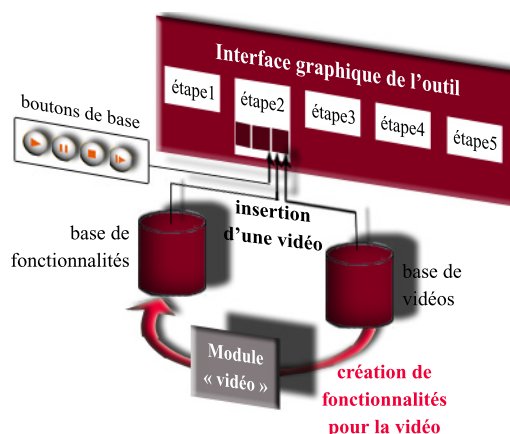 Interface graphique de l'outil
étape1
étape2
étape3
étape4
étape5
boutons de base
insertion
d'une vidéo
base de
fonctionnalités
base de
vidéos
Module
« vidéo »
création de
fonctionnalités
pour la vidéo